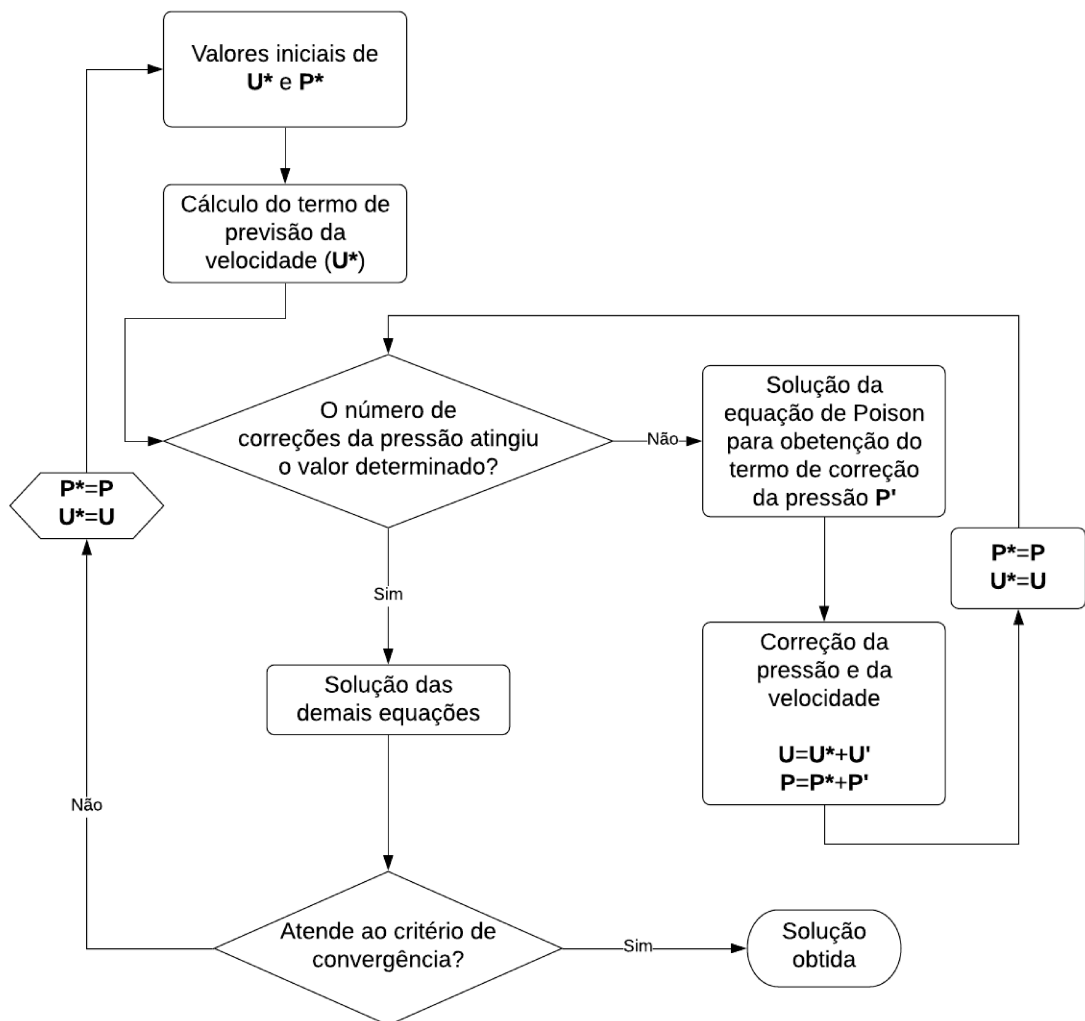 Valores iniciais de
U* e P*
Cálculo do termo de
previsão da
velocidade (U*)
O número de
correções da pressão atingiu
o valor determinado?
Não
Solução da
equação de Poison
para obetenção do
termo de correção
da pressão P'
P*=P
U*=U
P*=P
U*=U
Sim
Correção da
pressão e da
velocidade
U=U*+U'
P=P*+P'
Solução das
demais equações
Não
Atende ao critério de
convergência?
Sim
Solução
obtida